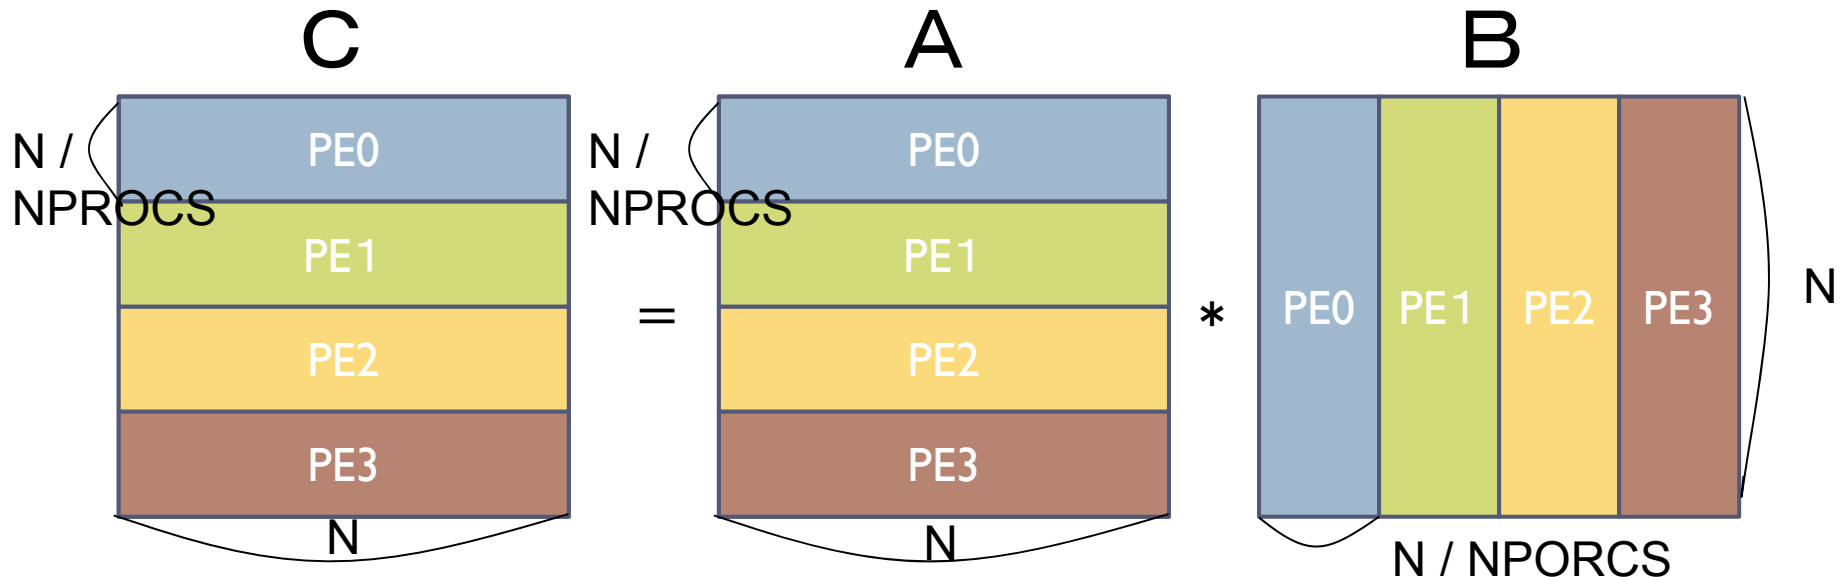 C
A
B
N /
NPROCS
PE0
PE1
PE2
PE3
N
=
N /
NPROCS
PE0
PE1
PE2
PE3
N
*
PE0
PE1
PE2
PE3
N
N / NPORCS